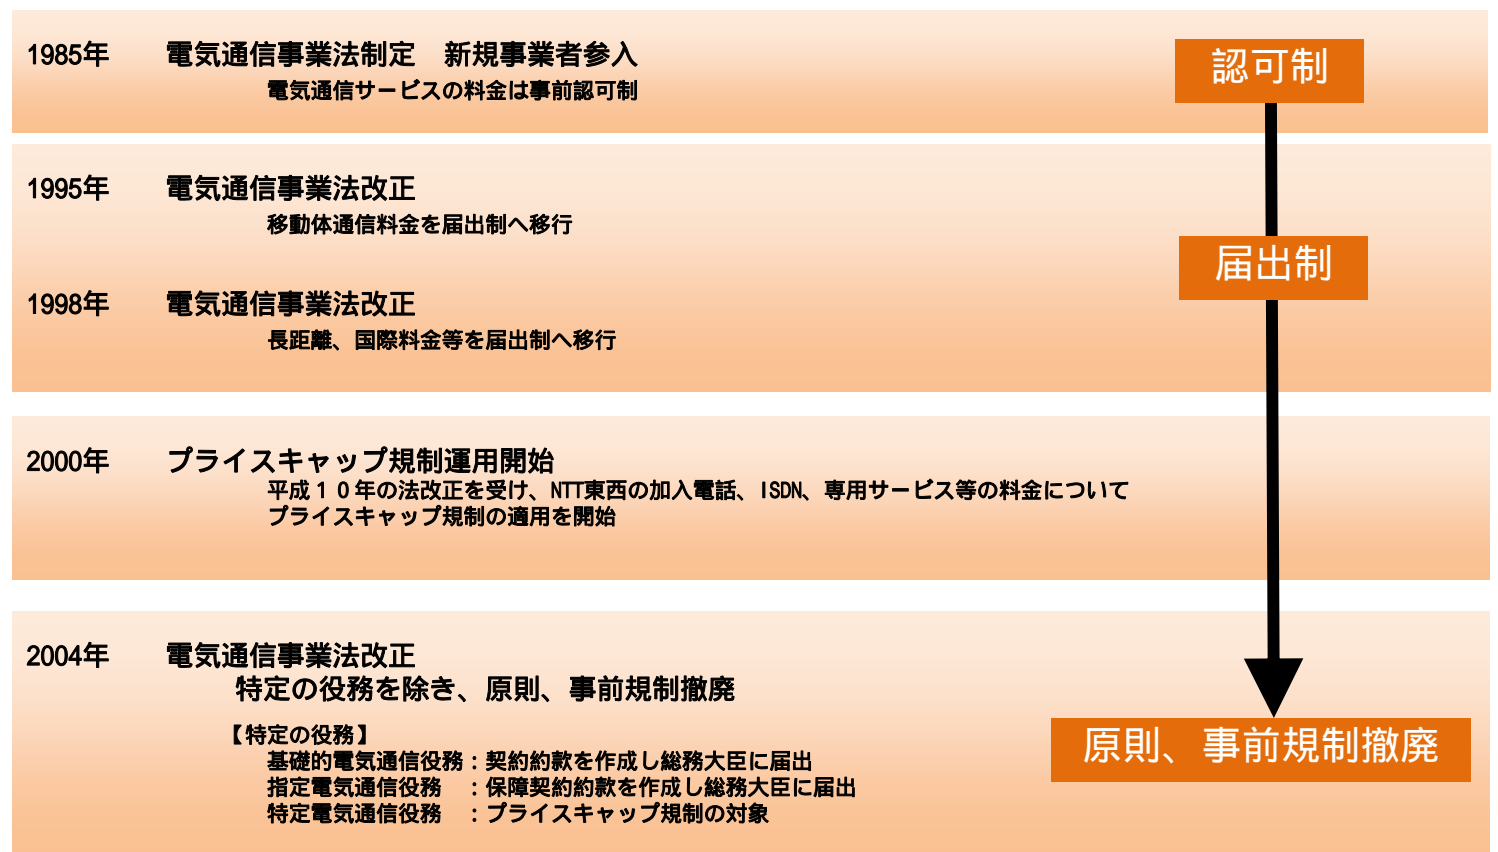 1985年 電気通信事業法制定　新規事業者参入
電気通信サービスの料金は事前認可制
認可制
1995年 電気通信事業法改正
移動体通信料金を届出制へ移行
届出制
1998年 電気通信事業法改正
長距離、国際料金等を届出制へ移行
2000年 プライスキャップ規制運用開始
平成１０年の法改正を受け、NTT東西の加入電話、ISDN、専用サービス等の料金について
プライスキャップ規制の適用を開始
2004年 電気通信事業法改正
特定の役務を除き、原則、事前規制撤廃
【特定の役務】
基礎的電気通信役務：契約約款を作成し総務大臣に届出
指定電気通信役務　：保障契約約款を作成し総務大臣に届出
特定電気通信役務　：プライスキャップ規制の対象
原則、事前規制撤廃